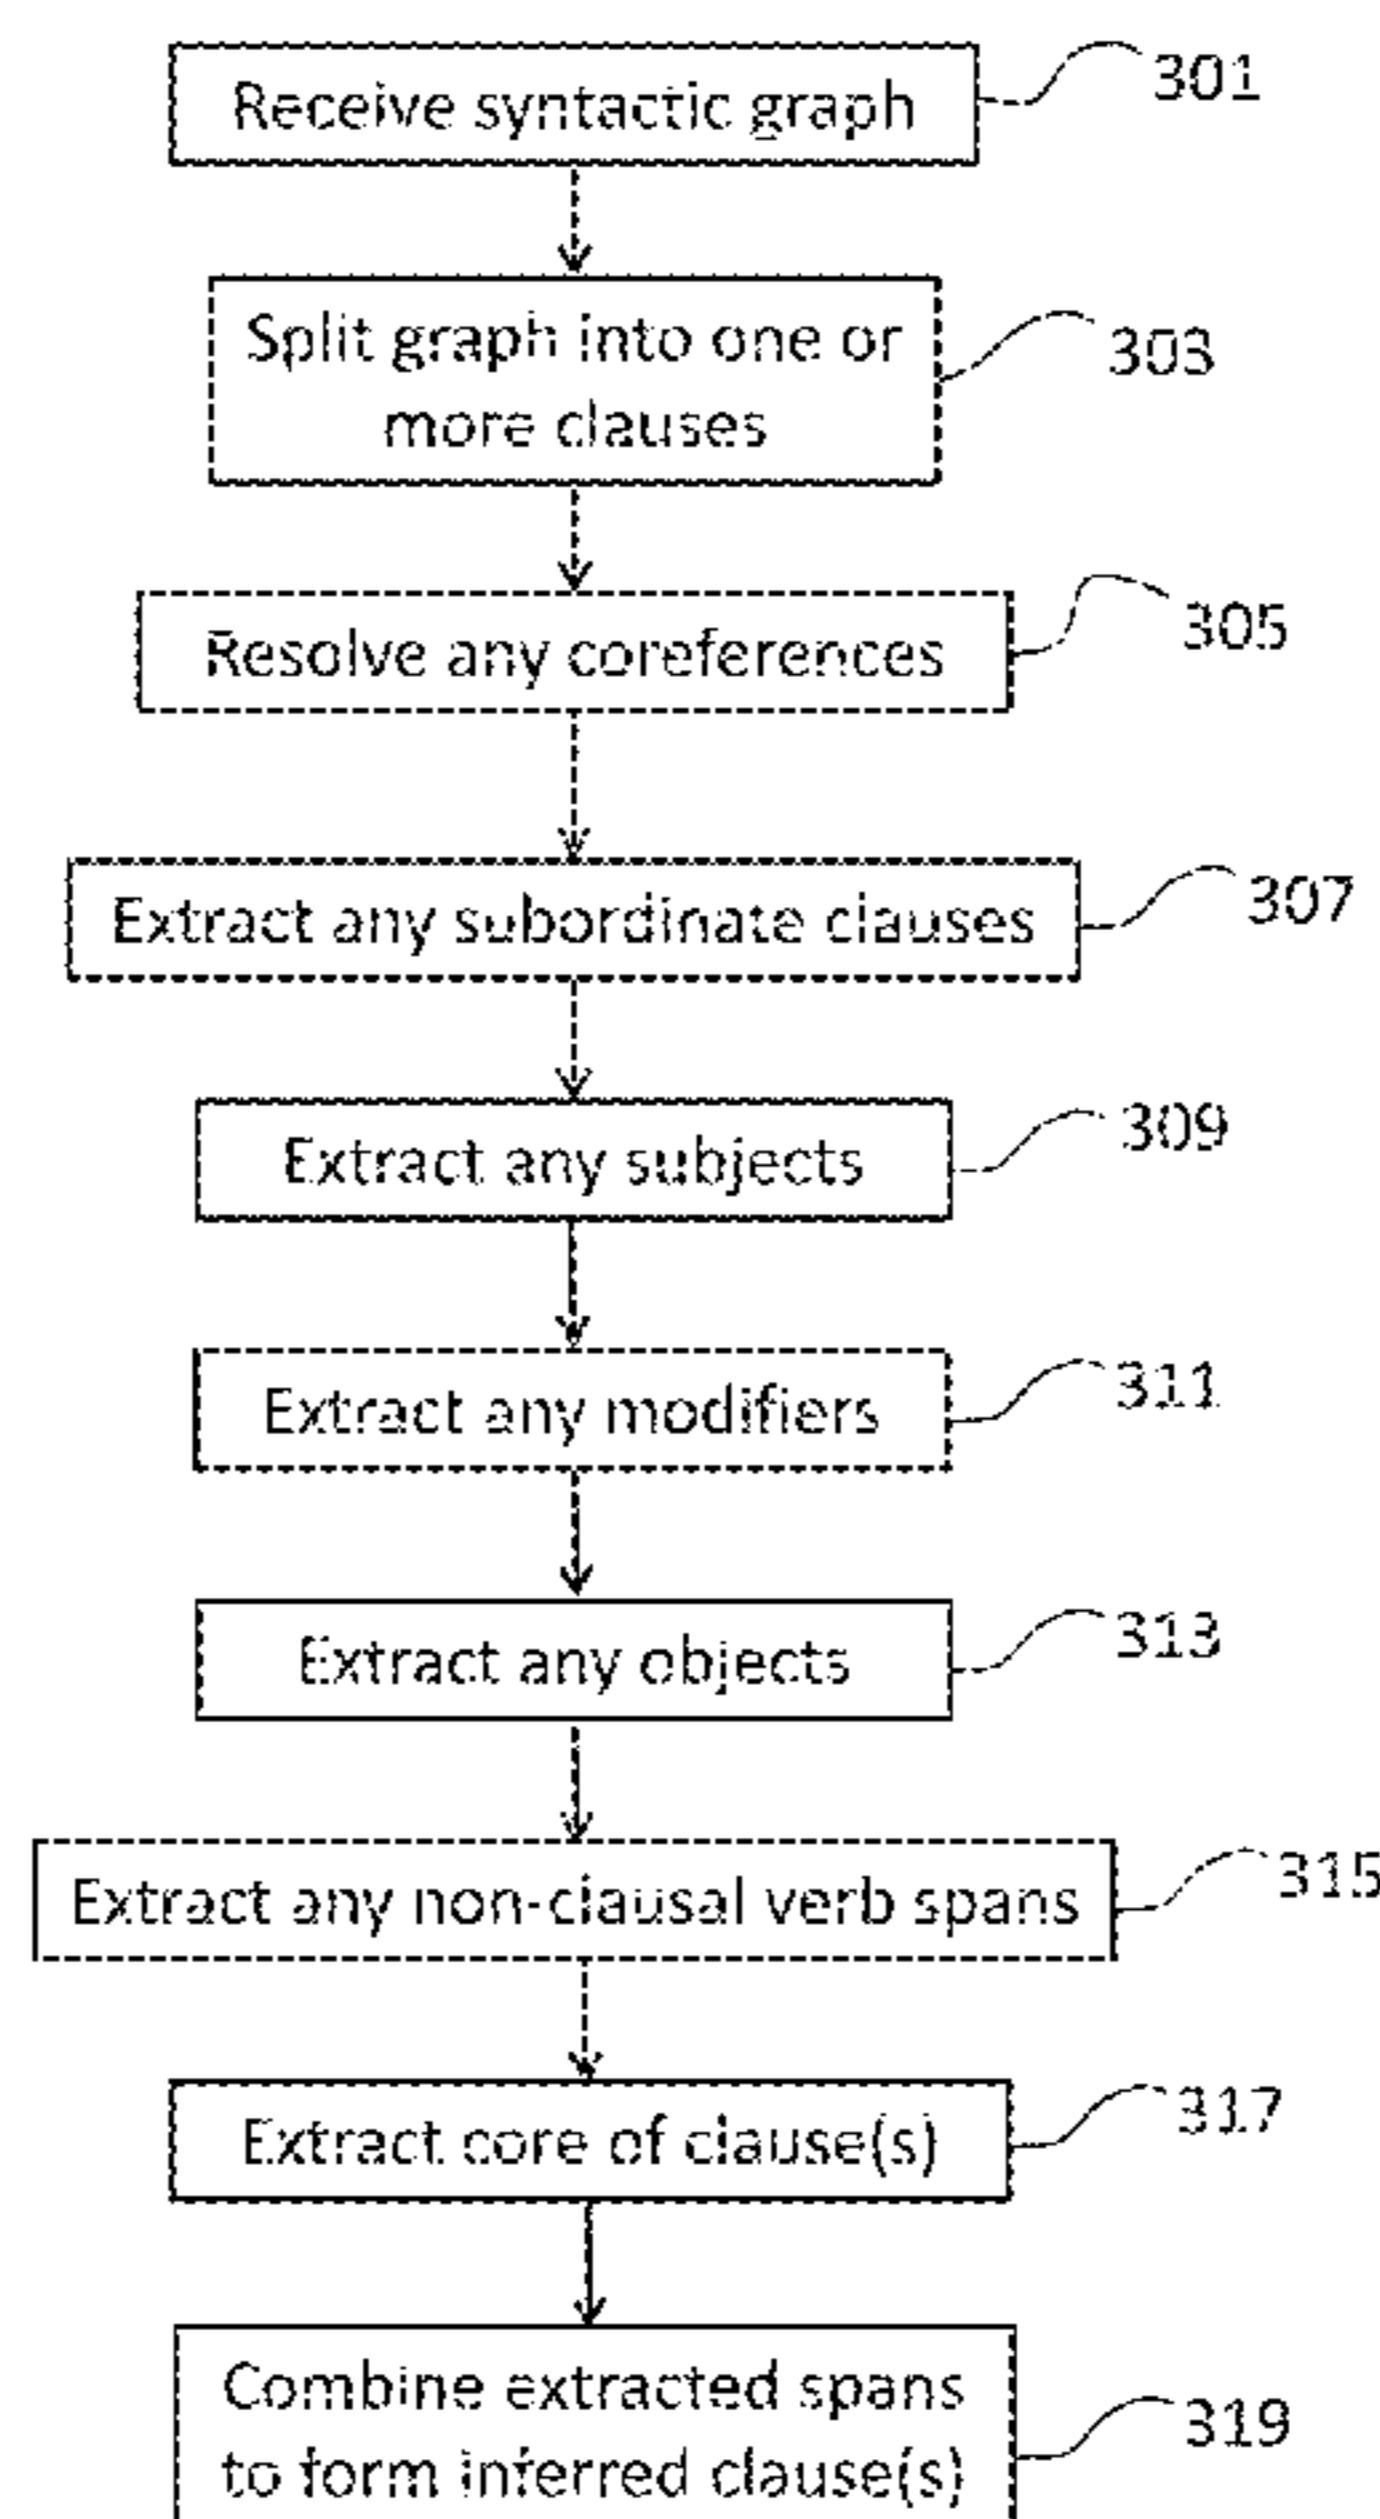 Receive syntactic graph
301
Split graph into one or
more clauses
303
Resolve any coreferences
305
Extract any subordinate clauses
307
Extract any subjects
309
Extract any modifiers
311
Extract any objects
313
Extract any non-clausal verb spans
315
Extract core of clause(s)
317
Combine extracted spans
to form inferred clause(s)
319